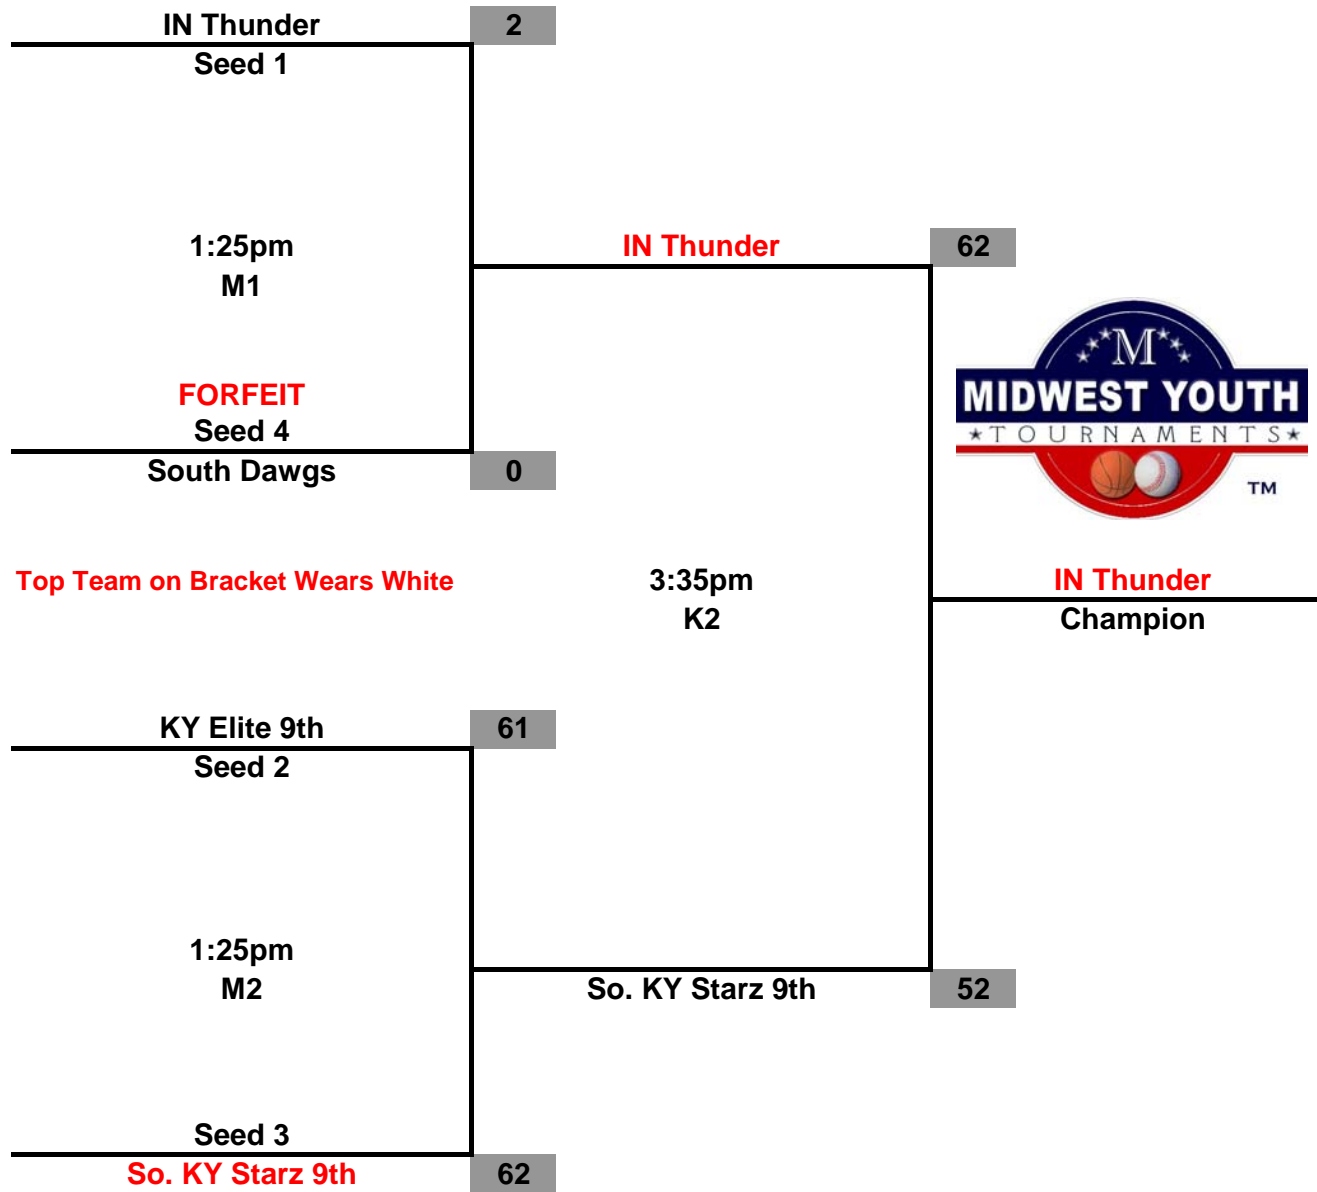 IN Thunder 2
Seed 1
1:25pm
M1
FORFEIT
Seed 4
South Dawgs 0
IN Thunder 62
M
MIDWEST YOUTH
TOURNAMENTS
TM
Top Team on Bracket Wears White
3:35pm
K2
IN Thunder
Champion
KY Elite 9th 61
Seed 2
1:25pm
M2
So. KY Starz 9th 52
Seed 3
So. KY Starz 9th 62